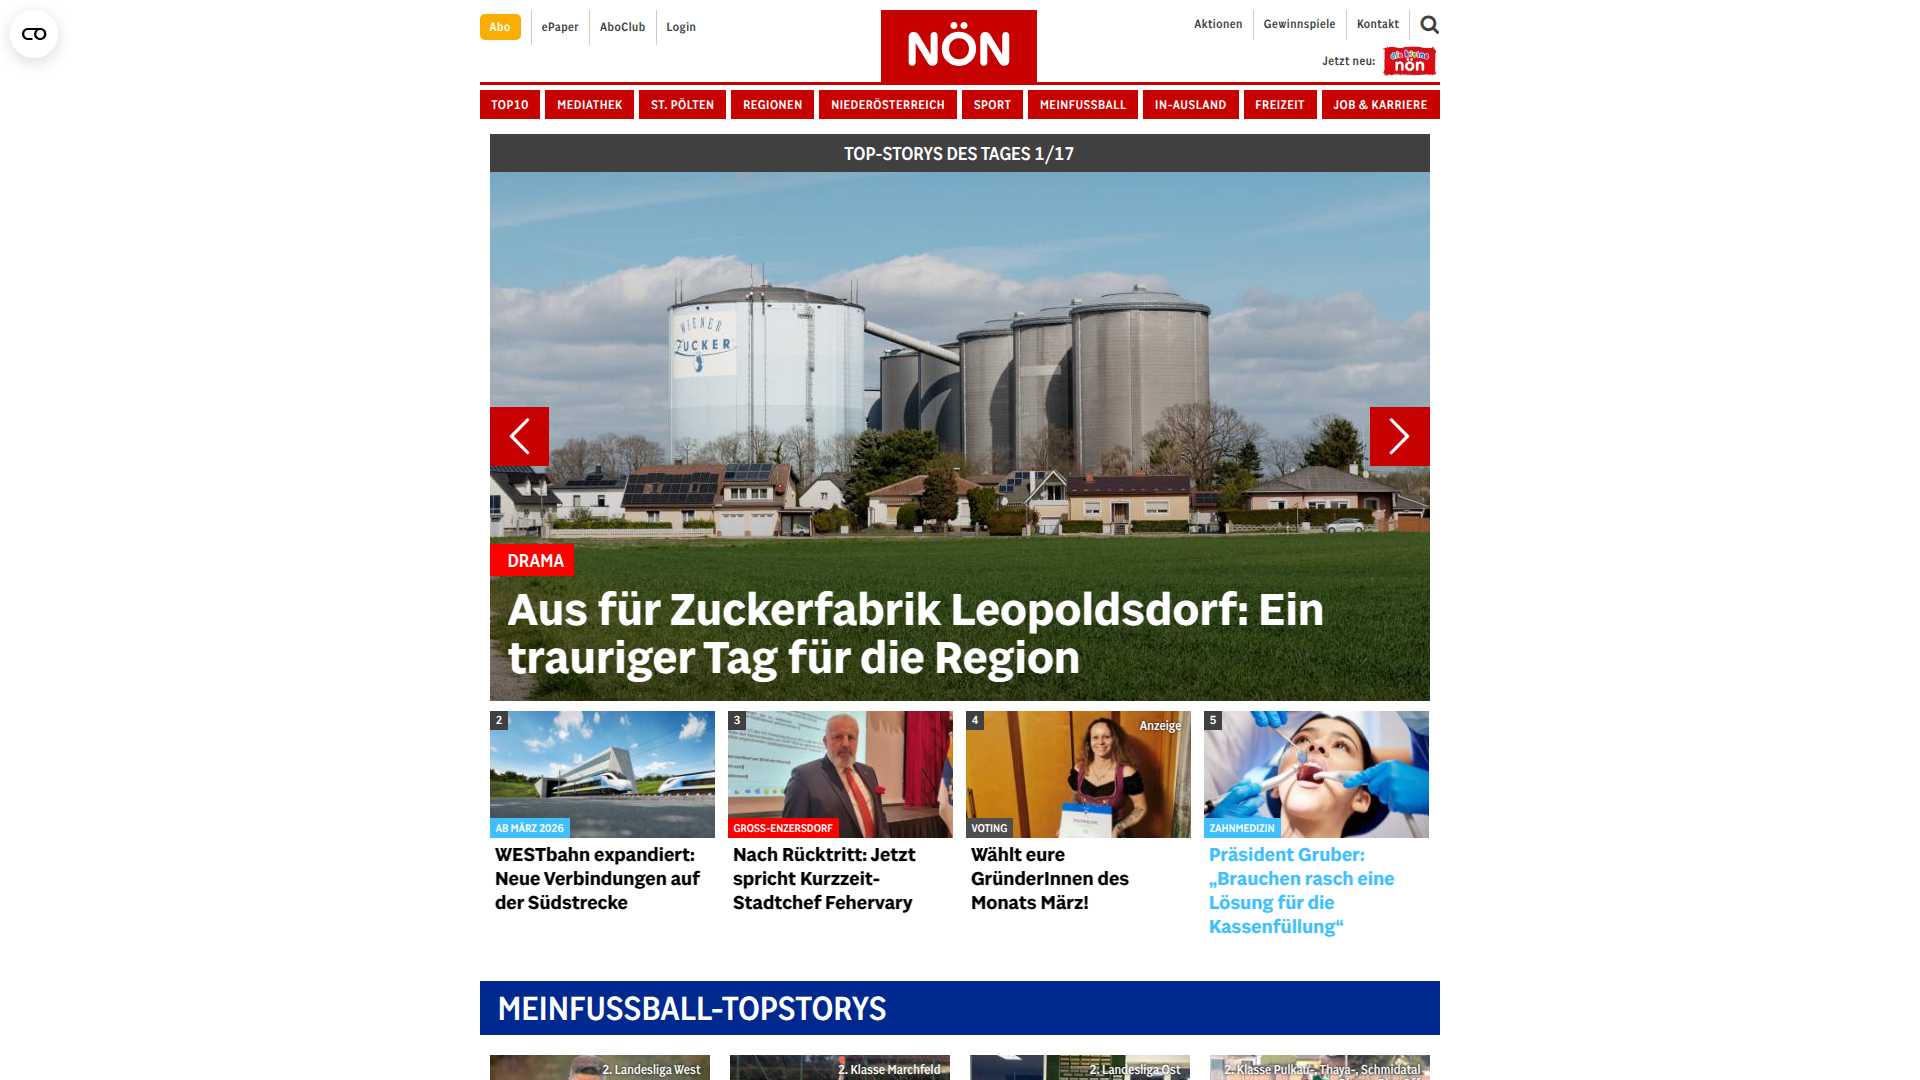 Abo
ePaper
AboClub
Login
NÖN
Aktionen
Gewinnspiele
Kontakt
Jetzt neu:
die kleine
nön
TOP10
MEDIATHEK
ST. PÖLTEN
REGIONEN
NIEDERÖSTERREICH
SPORT
MEINFUSSBALL
IN-AUSLAND
FREIZEIT
JOB & KARRIERE
TOP-STORYS DES TAGES 1/17
WIENER
ZUCKER
DRAMA
Aus für Zuckerfabrik Leopoldsdorf: Ein
trauriger Tag für die Region
2
AB MÄRZ 2026
WESTbahn expandiert:
Neue Verbindungen auf
der Südstrecke
3
GROSS-ENZERSDORF
Nach Rücktritt: Jetzt
spricht Kurzzeit-
Stadtchef Fehervary
4
Anzeige
VOTING
Wählt eure
GründerInnen des
Monats März!
5
ZAHNMEDIZIN
Präsident Gruber:
„Brauchen rasch eine
Lösung für die
Kassenfüllung“
MEINFUSSBALL-TOPSTORYS
2. Landesliga West
2. Klasse Marchfeld
2. Landesliga Ost
2. Klasse Pulkau-, Thaya-, Schmidatal